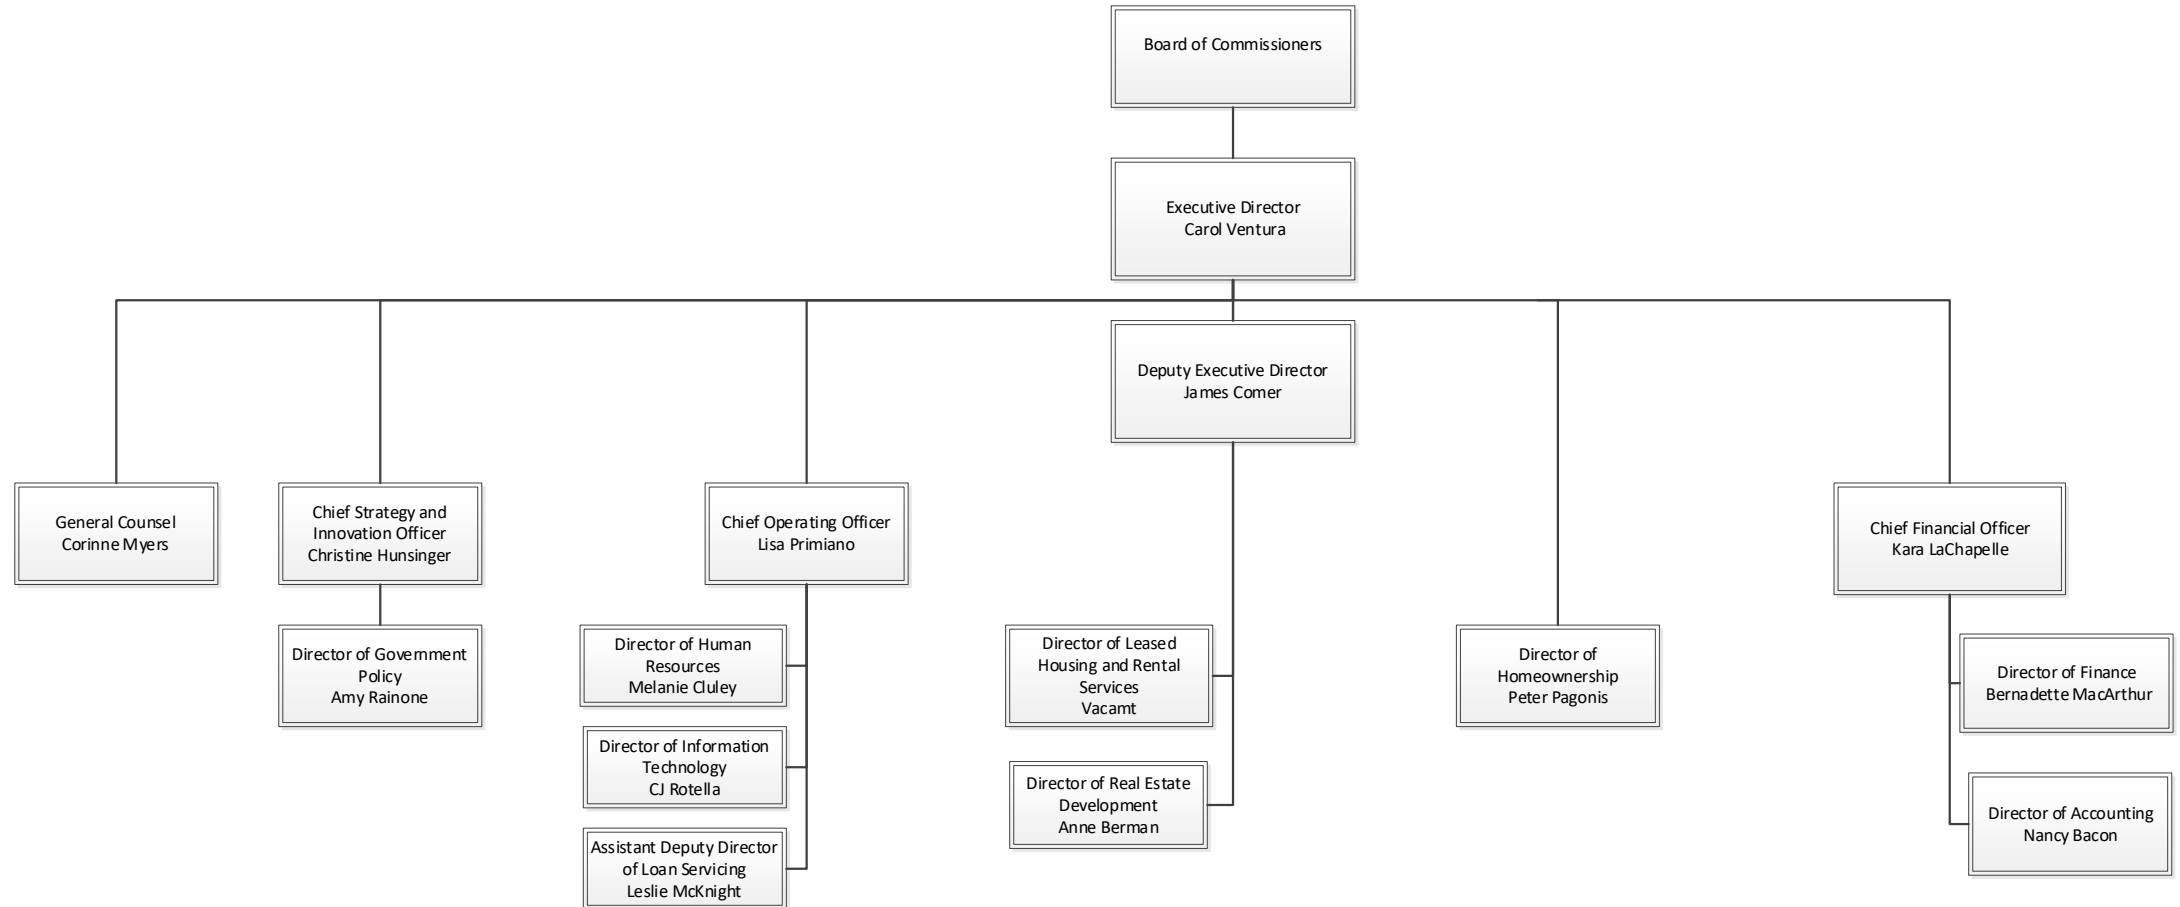 Board of Commissioners
Executive Director
Carol Ventura
Deputy Executive Director
James Comer
General Counsel
Corinne Myers
Chief Strategy and
Innovation Officer
Christine Hunsinger
Chief Operating Officer
Lisa Primiano
Chief Financial Officer
Kara LaChapelle
Director of Government
Policy
Amy Rainone
Director of Human
Resources
Melanie Cluley
Director of Leased
Housing and Rental
Services
Vacamt
Director of
Homeownership
Peter Pagonis
Director of Finance
Bernadette MacArthur
Director of Information
Technology
CJ Rotella
Director of Real Estate
Development
Anne Berman
Director of Accounting
Nancy Bacon
Assistant Deputy Director
of Loan Servicing
Leslie McKnight